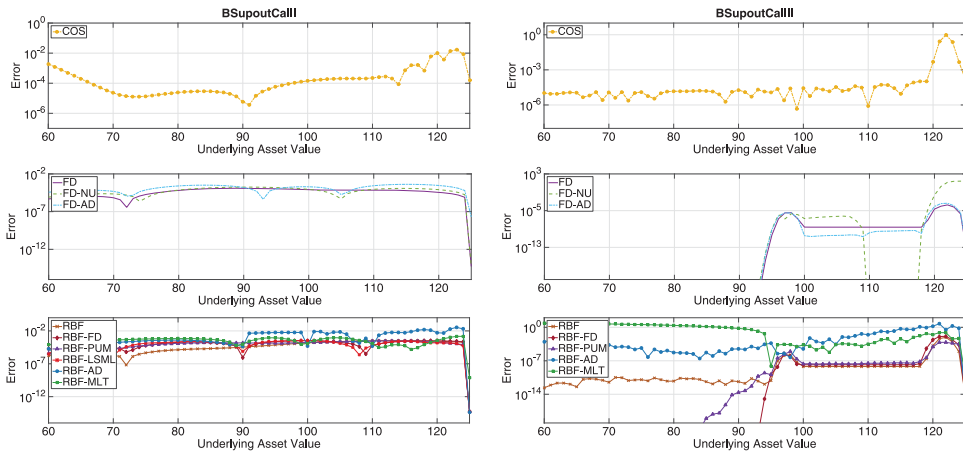 BSupoutCallI
10^0
10^-2
10^-4
10^-6
Error
COS
60 70 80 90 100 110 120
Underlying Asset Value
10^-2
10^-7
10^-12
Error
FD
FD-NU
FD-AD
60 70 80 90 100 110 120
Underlying Asset Value
10^-2
10^-7
10^-12
Error
RBF
RBF-FD
RBF-PUM
RBF-LSML
RBF-AD
RBF-MLT
60 70 80 90 100 110 120
Underlying Asset Value
BSupoutCallII
10^0
10^-3
10^-6
Error
COS
60 70 80 90 100 110 120
Underlying Asset Value
10^3
10^-5
10^-13
Error
FD
FD-NU
FD-AD
60 70 80 90 100 110 120
Underlying Asset Value
10^0
10^-7
10^-14
Error
RBF
RBF-FD
RBF-PUM
RBF-AD
RBF-MLT
60 70 80 90 100 110 120
Underlying Asset Value